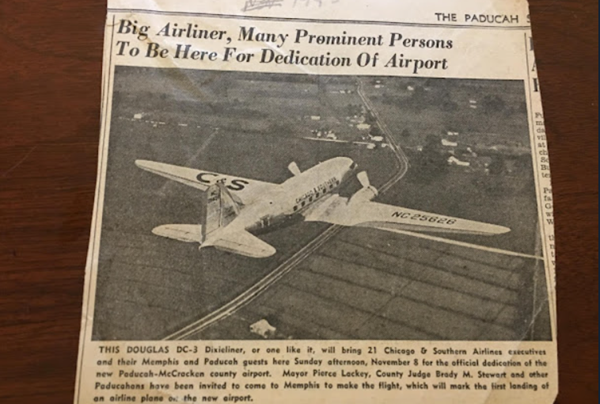 THE PADUCAH
Big Airliner, Many Prominent Persons
To Be Here For Dedication Of Airport
C&S
CHICAGO & SOUTHERN
NC25626
THIS DOUGLAS DC-3 Dixieliner, or one like it, will bring 21 Chicago & Southern Airlines executives
and their Memphis and Paducah guests here Sunday afternoon, November 8 for the official dedication of the
new Paducah-McCracken county airport. Mayor Pierce Lackey, County Judge Brady M. Stewart and other
Paducahans have been invited to come to Memphis to make the flight, which will mark the first landing of
an airline plane on the new airport.